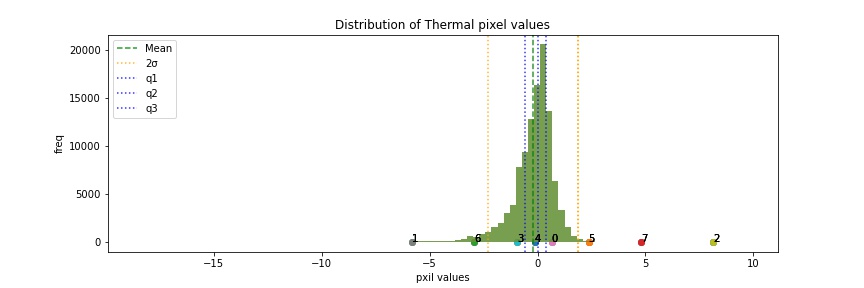 Distribution of Thermal pixel values
freq
20000
15000
10000
5000
0
Mean
2σ
q1
q2
q3
1 6 3 4 0 5 7 2
−15 −10 −5 0 5 10
pxil values